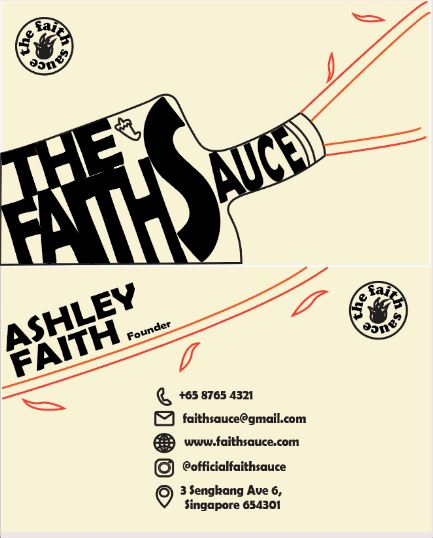 the faith sauce
THE
FAITH SAUCE
ASHLEY
FAITH Founder
the faith sauce
+65 8765 4321
faithsauce@gmail.com
www.faithsauce.com
@officialfaithsauce
3 Sengkang Ave 6,
Singapore 654301